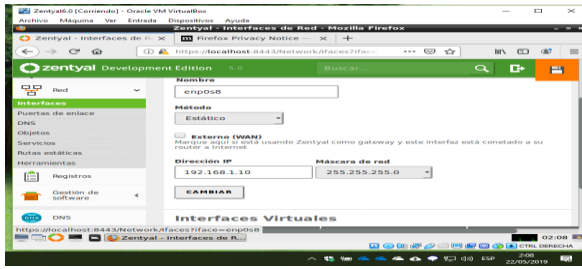 Zentyal6.0 [Corriendo] - Oracle VM VirtualBox
Archivo Máquina Ver Entrada Dispositivos Ayuda
Zentyal - Interfaces de Red - Mozilla Firefox
Zentyal - Interfaces de R
Firefox Privacy Notice —
https://localhost:8443/Network/Ifaces?iface
zentyal Development Edition 5.0
Buscar...
Red
Interfaces
Puertas de enlace
DNS
Objetos
Servicios
Rutas estáticas
Herramientas
Registros
Gestión de software
DNS
Nombre
enp0s8
Método
Estático
Externo (WAN)
Marque aquí si está usando Zentyal como gateway y este interfaz está conetado a su
router a Internet
Dirección IP Máscara de red
192.168.1.10 255.255.255.0
CAMBIAR
Interfaces Virtuales
https://localhost:8443/Network/Ifaces?iface=enp0s8
Zentyal - Interfaces de R...
02:08
CTRL DERECHA
ESP
2:08
22/05/2019